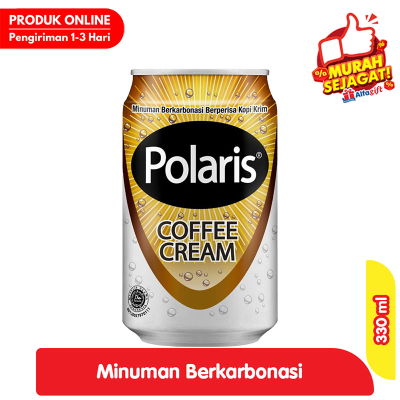 PRODUK ONLINE
Pengiriman 1-3 Hari
MURAH
SEJAGAT!
Alfagift
Minuman Berkarbonasi Berperisa Kopi Krim
Polaris®
COFFEE
CREAM
330 ml
Minuman Berkarbonasi